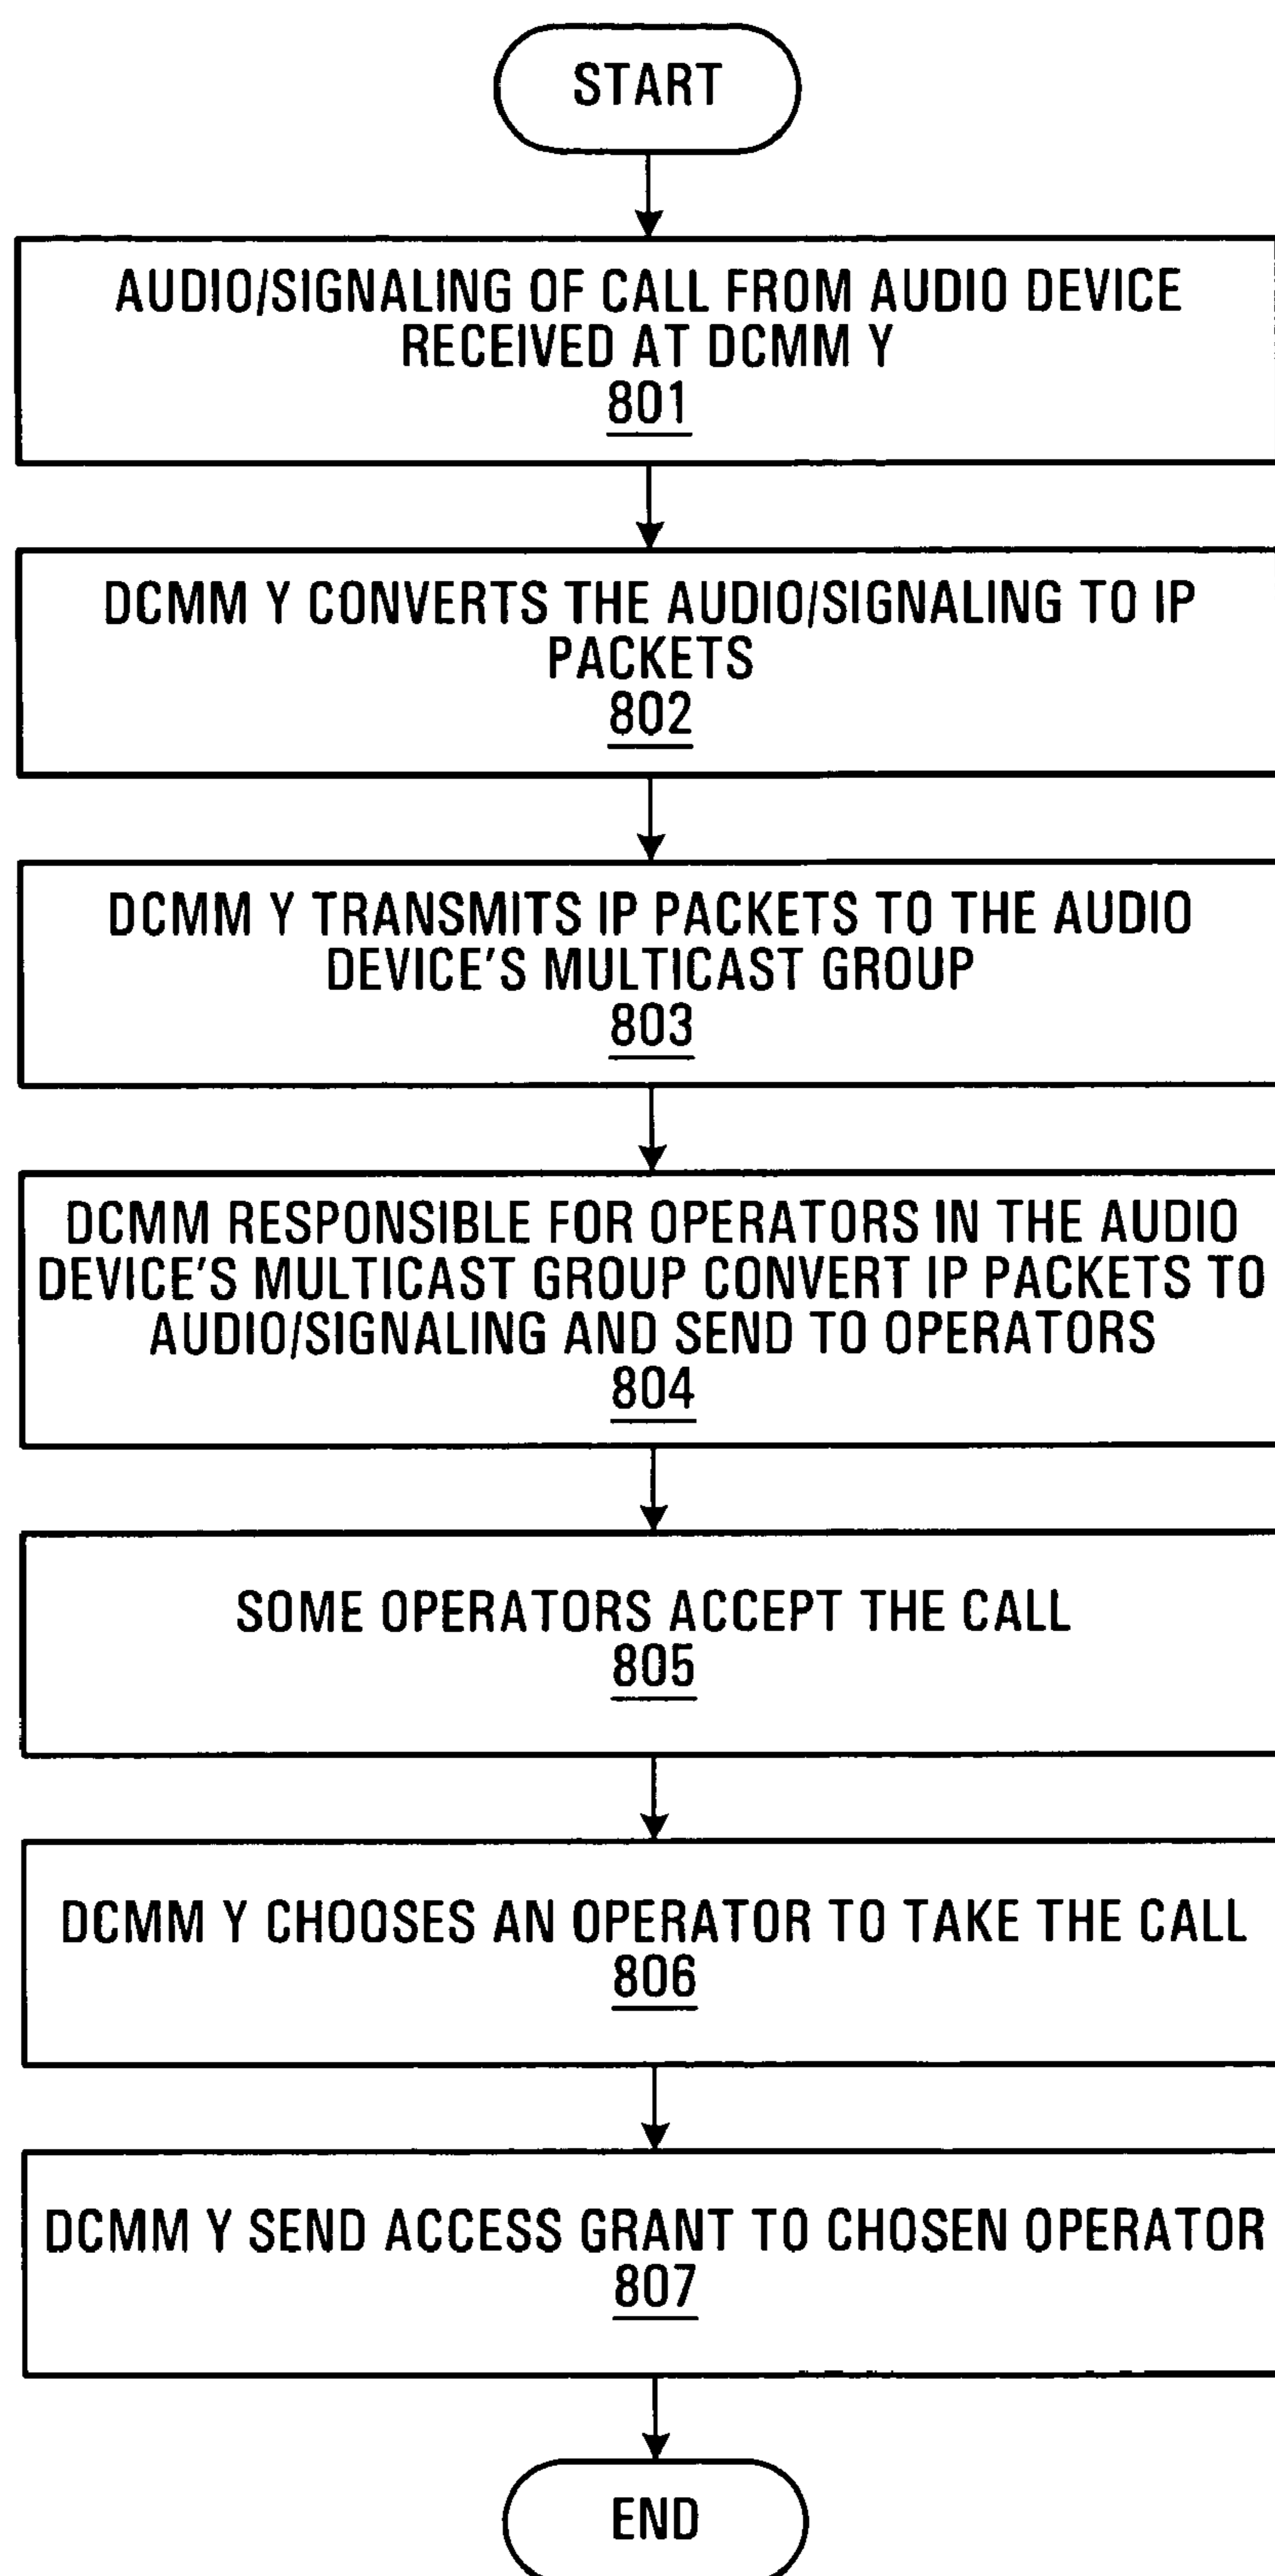 START
AUDIO/SIGNALING OF CALL FROM AUDIO DEVICE
RECEIVED AT DCMM Y
801
DCMM Y CONVERTS THE AUDIO/SIGNALING TO IP
PACKETS
802
DCMM Y TRANSMITS IP PACKETS TO THE AUDIO
DEVICE'S MULTICAST GROUP
803
DCMM RESPONSIBLE FOR OPERATORS IN THE AUDIO
DEVICE'S MULTICAST GROUP CONVERT IP PACKETS TO
AUDIO/SIGNALING AND SEND TO OPERATORS
804
SOME OPERATORS ACCEPT THE CALL
805
DCMM Y CHOOSES AN OPERATOR TO TAKE THE CALL
806
DCMM Y SEND ACCESS GRANT TO CHOSEN OPERATOR
807
END